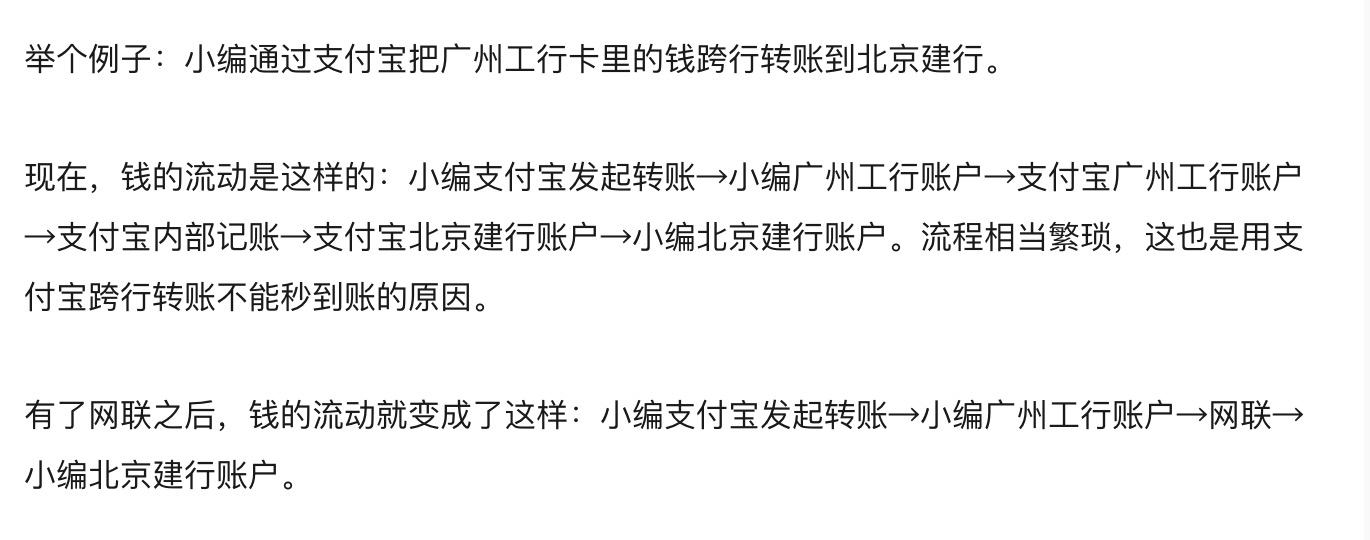 举个例子：小编通过支付宝把广州工行卡里的钱跨行转账到北京建行。
现在，钱的流动是这样的：小编支付宝发起转账→小编广州工行账户→支付宝广州工行账户
→支付宝内部记账→支付宝北京建行账户→小编北京建行账户。流程相当繁琐，这也是用支
付宝跨行转账不能秒到账的原因。
有了网联之后，钱的流动就变成了这样：小编支付宝发起转账→小编广州工行账户→网联→
小编北京建行账户。